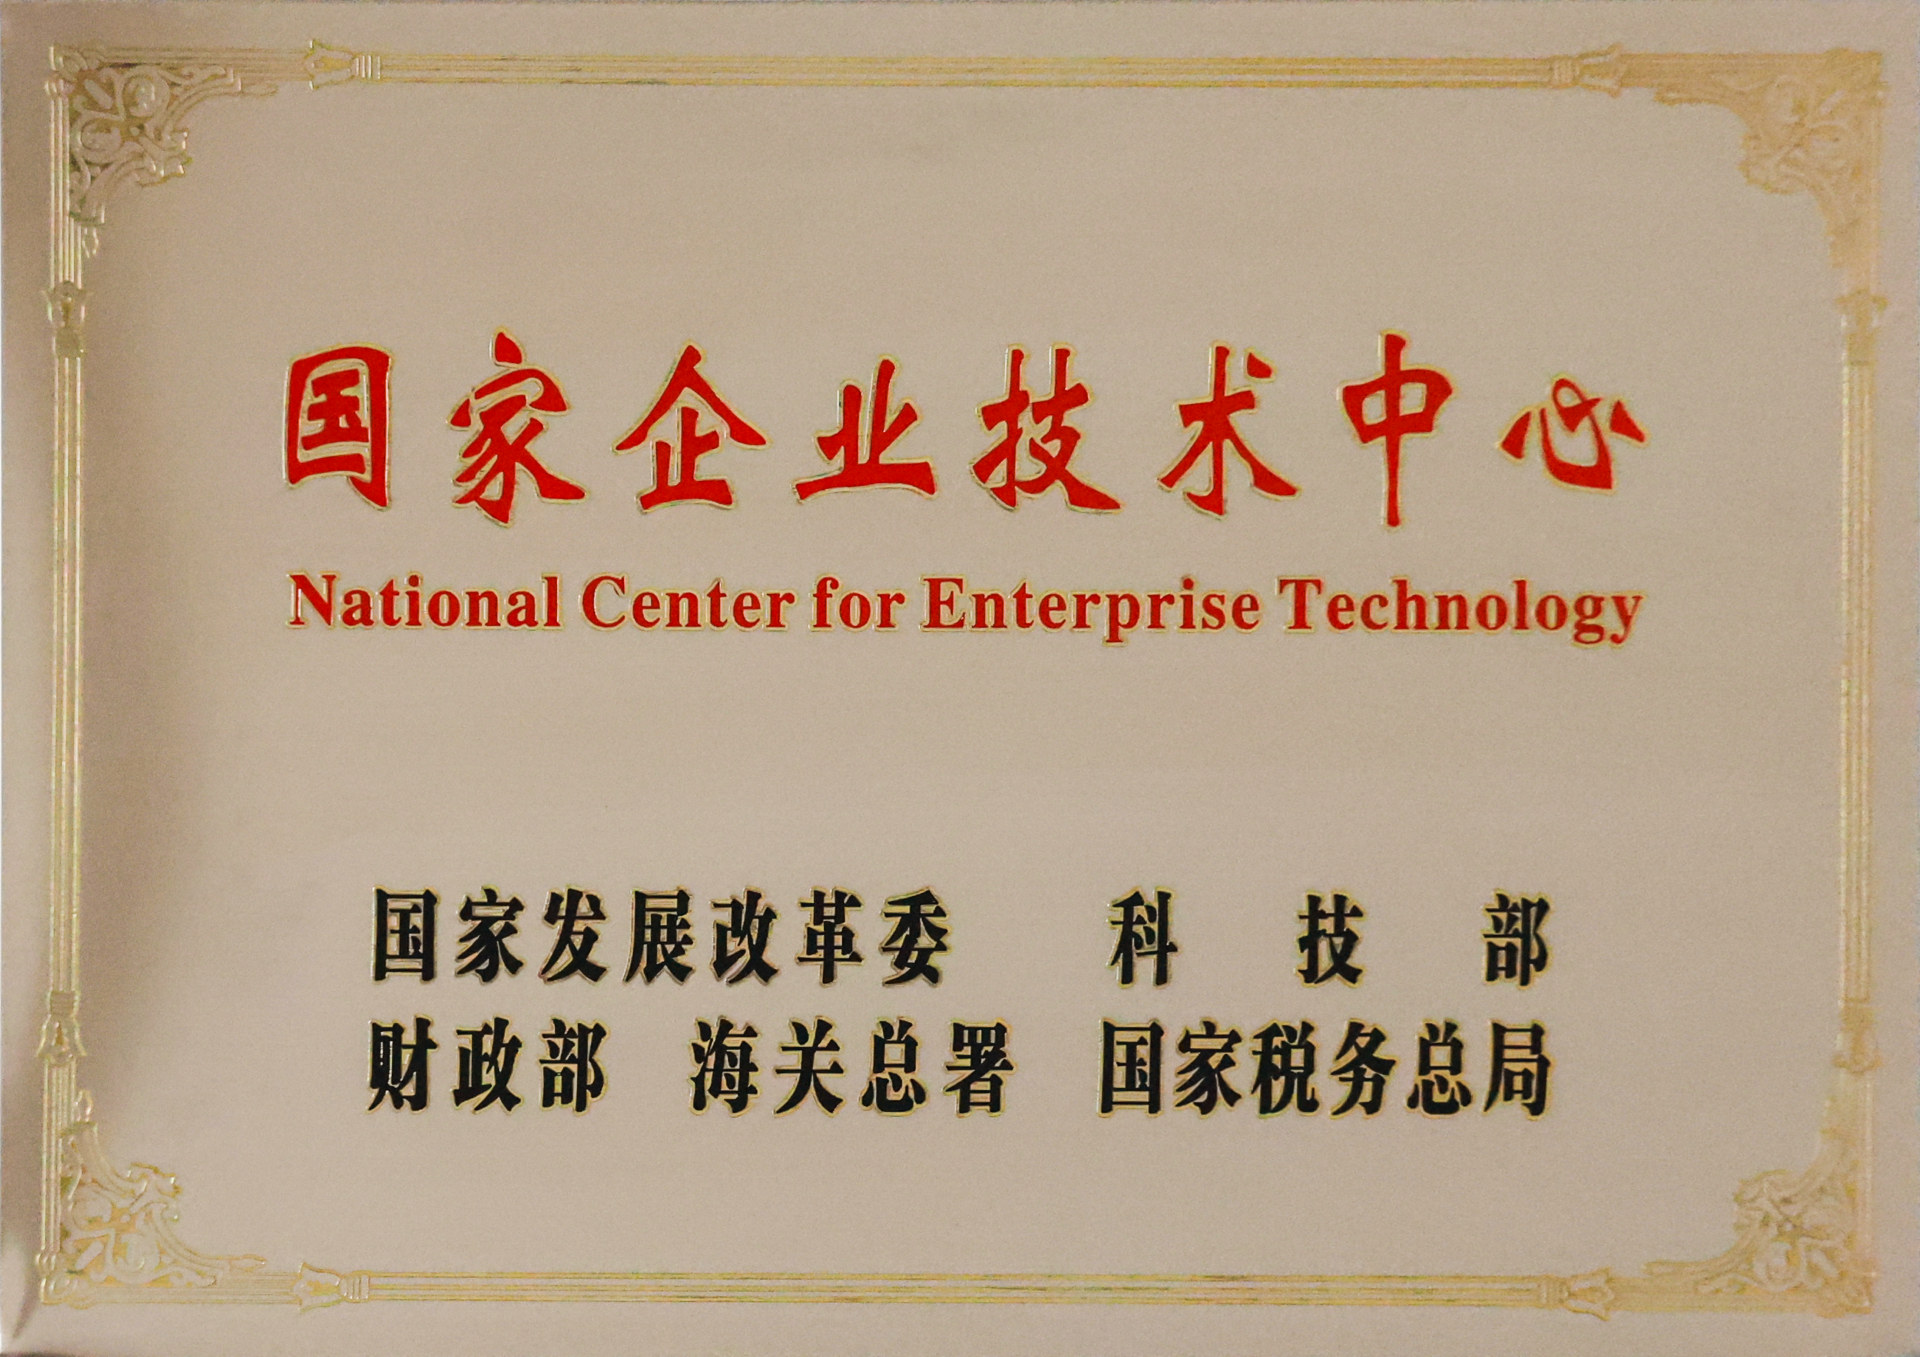 国家企业技术中心
National Center for Enterprise Technology
国家发展改革委 科技部
财政部 海关总署 国家税务总局